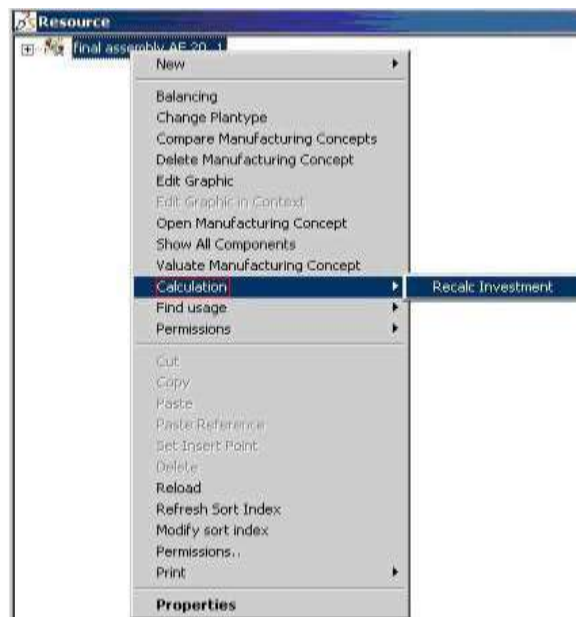 Resource
final assembly AE 20_1
New
Balancing
Change Plantype
Compare Manufacturing Concepts
Delete Manufacturing Concept
Edit Graphic
Edit Graphic in Context
Open Manufacturing Concept
Show All Components
Valuate Manufacturing Concept
Calculation
Recalc Investment
Find usage
Permissions
Cut
Copy
Paste
Paste Reference
Set Insert Point
Delete
Reload
Refresh Sort Index
Modify sort index
Permissions..
Print
Properties